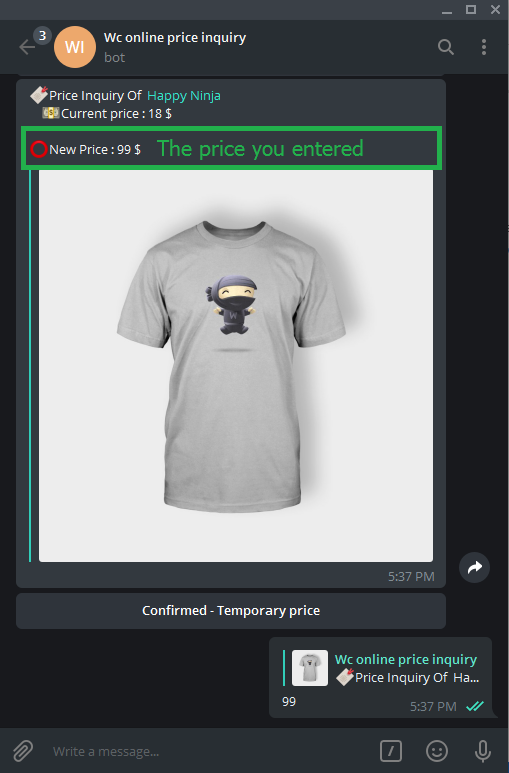 3
WI
Wc online price inquiry
bot
Price Inquiry Of Happy Ninja
Current price : 18 $
New Price : 99 $ The price you entered
W
5:37 PM
Confirmed - Temporary price
Wc online price inquiry
Price Inquiry Of Ha...
99
5:37 PM
Write a message...